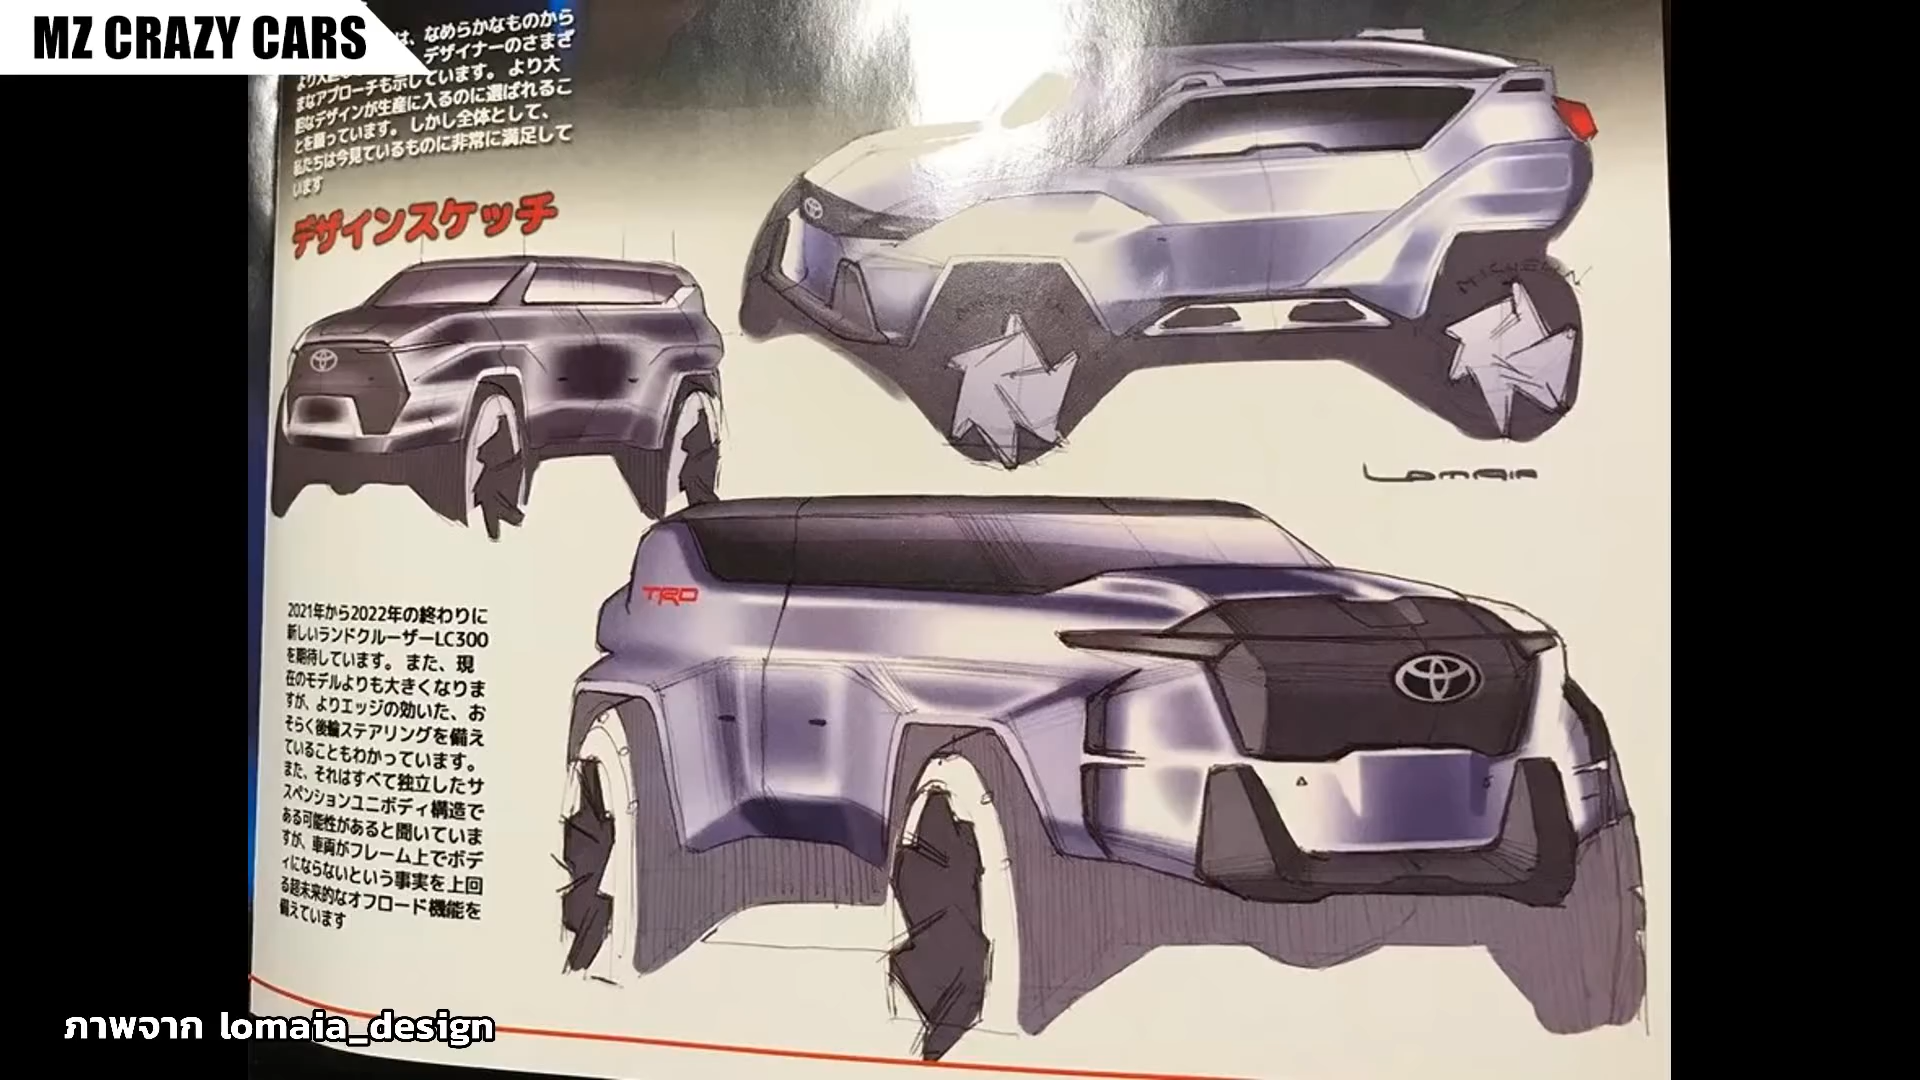 MZ CRAZY CARS
は、なめらかなものから
デザイナーのさまざ
まなアプローチも示しています。より大
胆なデザインが生産に入るのに選ばれるこ
とを願っています。しかし全体として、
私たちは今見ているものに非常に満足して
います
デザインスケッチ
MICHELIN
LOMAIA
TRD
2021年から2022年の終わりに
新しいランドクルーザーLC300
を期待しています。また、現
在のモデルよりも大きくなりま
すが、よりエッジの効いた、お
そらく後輪ステアリングを備え
ていることもわかっています。
また、それはすべて独立したサ
スペンションユニボディ構造で
ある可能性があると聞いていま
すが、車両がフレーム上でボデ
ィにならないという事実を上回
る超未来的なオフロード機能を
備えています
ภาพจาก lomaia_design